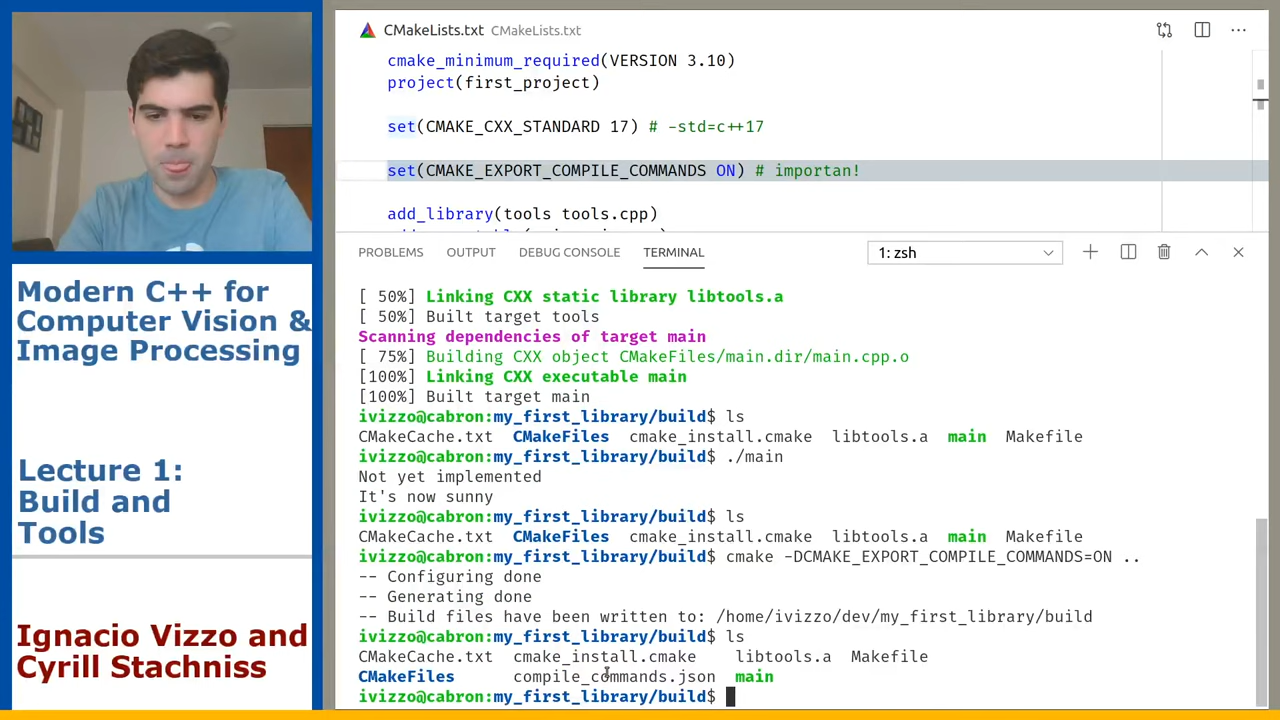 CMakeLists.txt CMakeLists.txt
cmake_minimum_required(VERSION 3.10)
project(first_project)
set(CMAKE_CXX_STANDARD 17) # -std=c++17
set(CMAKE_EXPORT_COMPILE_COMMANDS ON) # importan!
add_library(tools tools.cpp)
PROBLEMS OUTPUT DEBUG CONSOLE TERMINAL 1: zsh
[ 50%] Linking CXX static library libtools.a
[ 50%] Built target tools
Scanning dependencies of target main
[ 75%] Building CXX object CMakeFiles/main.dir/main.cpp.o
[100%] Linking CXX executable main
[100%] Built target main
ivizzo@cabron:my_first_library/build$ ls
CMakeCache.txt CMakeFiles cmake_install.cmake libtools.a main Makefile
ivizzo@cabron:my_first_library/build$ ./main
Not yet implemented
It's now sunny
ivizzo@cabron:my_first_library/build$ ls
CMakeCache.txt CMakeFiles cmake_install.cmake libtools.a main Makefile
ivizzo@cabron:my_first_library/build$ cmake -DCMAKE_EXPORT_COMPILE_COMMANDS=ON ..
-- Configuring done
-- Generating done
-- Build files have been written to: /home/ivizzo/dev/my_first_library/build
ivizzo@cabron:my_first_library/build$ ls
CMakeCache.txt cmake_install.cmake libtools.a Makefile
CMakeFiles compile_commands.json main
ivizzo@cabron:my_first_library/build$
Modern C++ for
Computer Vision &
Image Processing
Lecture 1:
Build and
Tools
Ignacio Vizzo and
Cyrill Stachniss